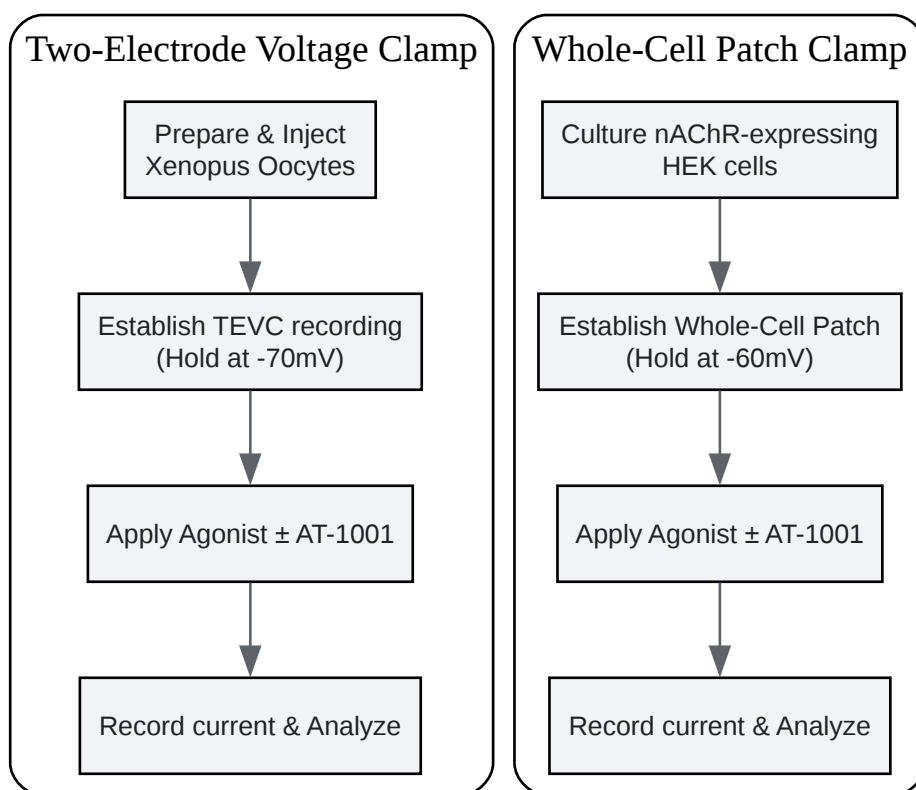 Two-Electrode Voltage Clamp
Prepare & Inject
Xenopus Oocytes
Establish TEVC recording
(Hold at -70mV)
Apply Agonist ± AT-1001
Record current & Analyze
Whole-Cell Patch Clamp
Culture nAChR-expressing
HEK cells
Establish Whole-Cell Patch
(Hold at -60mV)
Apply Agonist ± AT-1001
Record current & Analyze